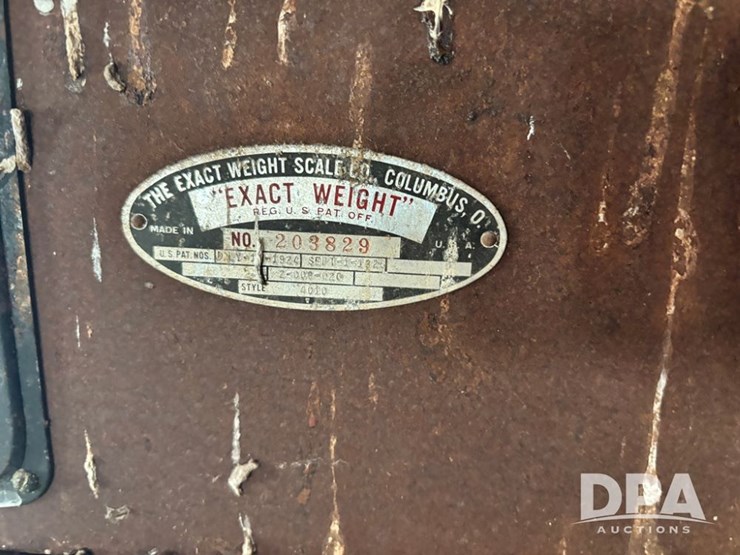 THE EXACT WEIGHT SCALE CO., COLUMBUS, O.
"EXACT WEIGHT"
REG. U. S. PAT. OFF.
MADE IN U. S. A.
NO. 203829
U.S. PAT. NOS. 1924
STYLE 4010
DPA
AUCTIONS